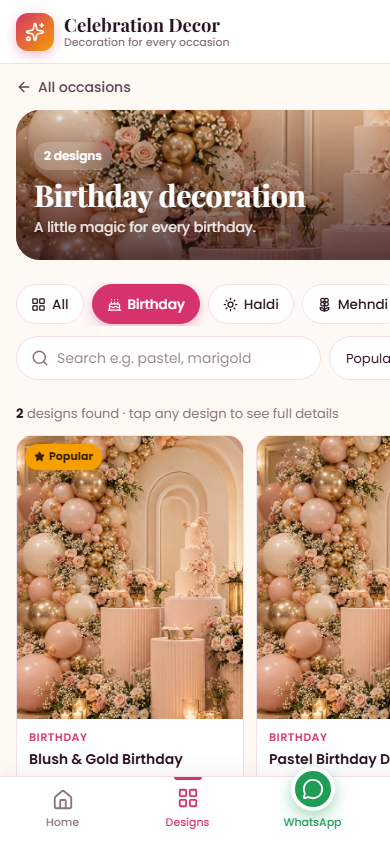 Celebration Decor
Decoration for every occasion
All occasions
2 designs
Birthday decoration
A little magic for every birthday.
All
Birthday
Haldi
Mehndi
Search e.g. pastel, marigold
Popula
2 designs found · tap any design to see full details
Popular
BIRTHDAY
BIRTHDAY
Blush & Gold Birthday
Pastel Birthday D
Home
Designs
WhatsApp